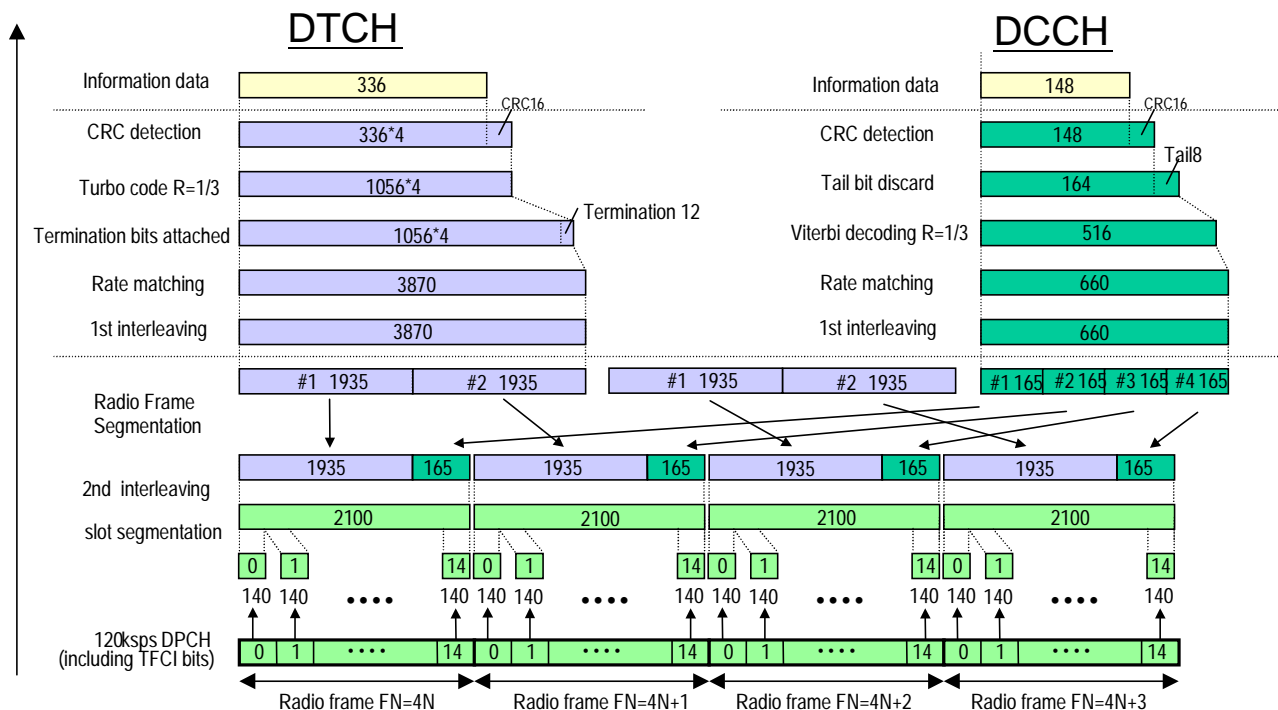 DTCH DCCH
Information data 336 Information data 148
CRC16 CRC16
CRC detection 336*4 CRC detection 148
Tail8
Turbo code R=1/3 1056*4 Tail bit discard 164
Termination 12
Termination bits attached 1056*4 Viterbi decoding R=1/3 516
Rate matching 3870 Rate matching 660
1st interleaving 3870 1st interleaving 660
#1 1935 #2 1935 #1 1935 #2 1935 #1 165 #2 165 #3 165 #4 165
Radio Frame
Segmentation
1935 165 1935 165 1935 165 1935 165
2nd interleaving
2100 2100 2100 2100
slot segmentation
0 1 14 0 1 14 0 1 14 0 1 14
140 140 •••• 140 140 140 •••• 140 140 140 •••• 140 140 140 •••• 140
120ksps DPCH
(including TFCI bits)
0 1 •••• 14 0 1 •••• 14 0 1 •••• 14 0 1 •••• 14
Radio frame FN=4N Radio frame FN=4N+1 Radio frame FN=4N+2 Radio frame FN=4N+3